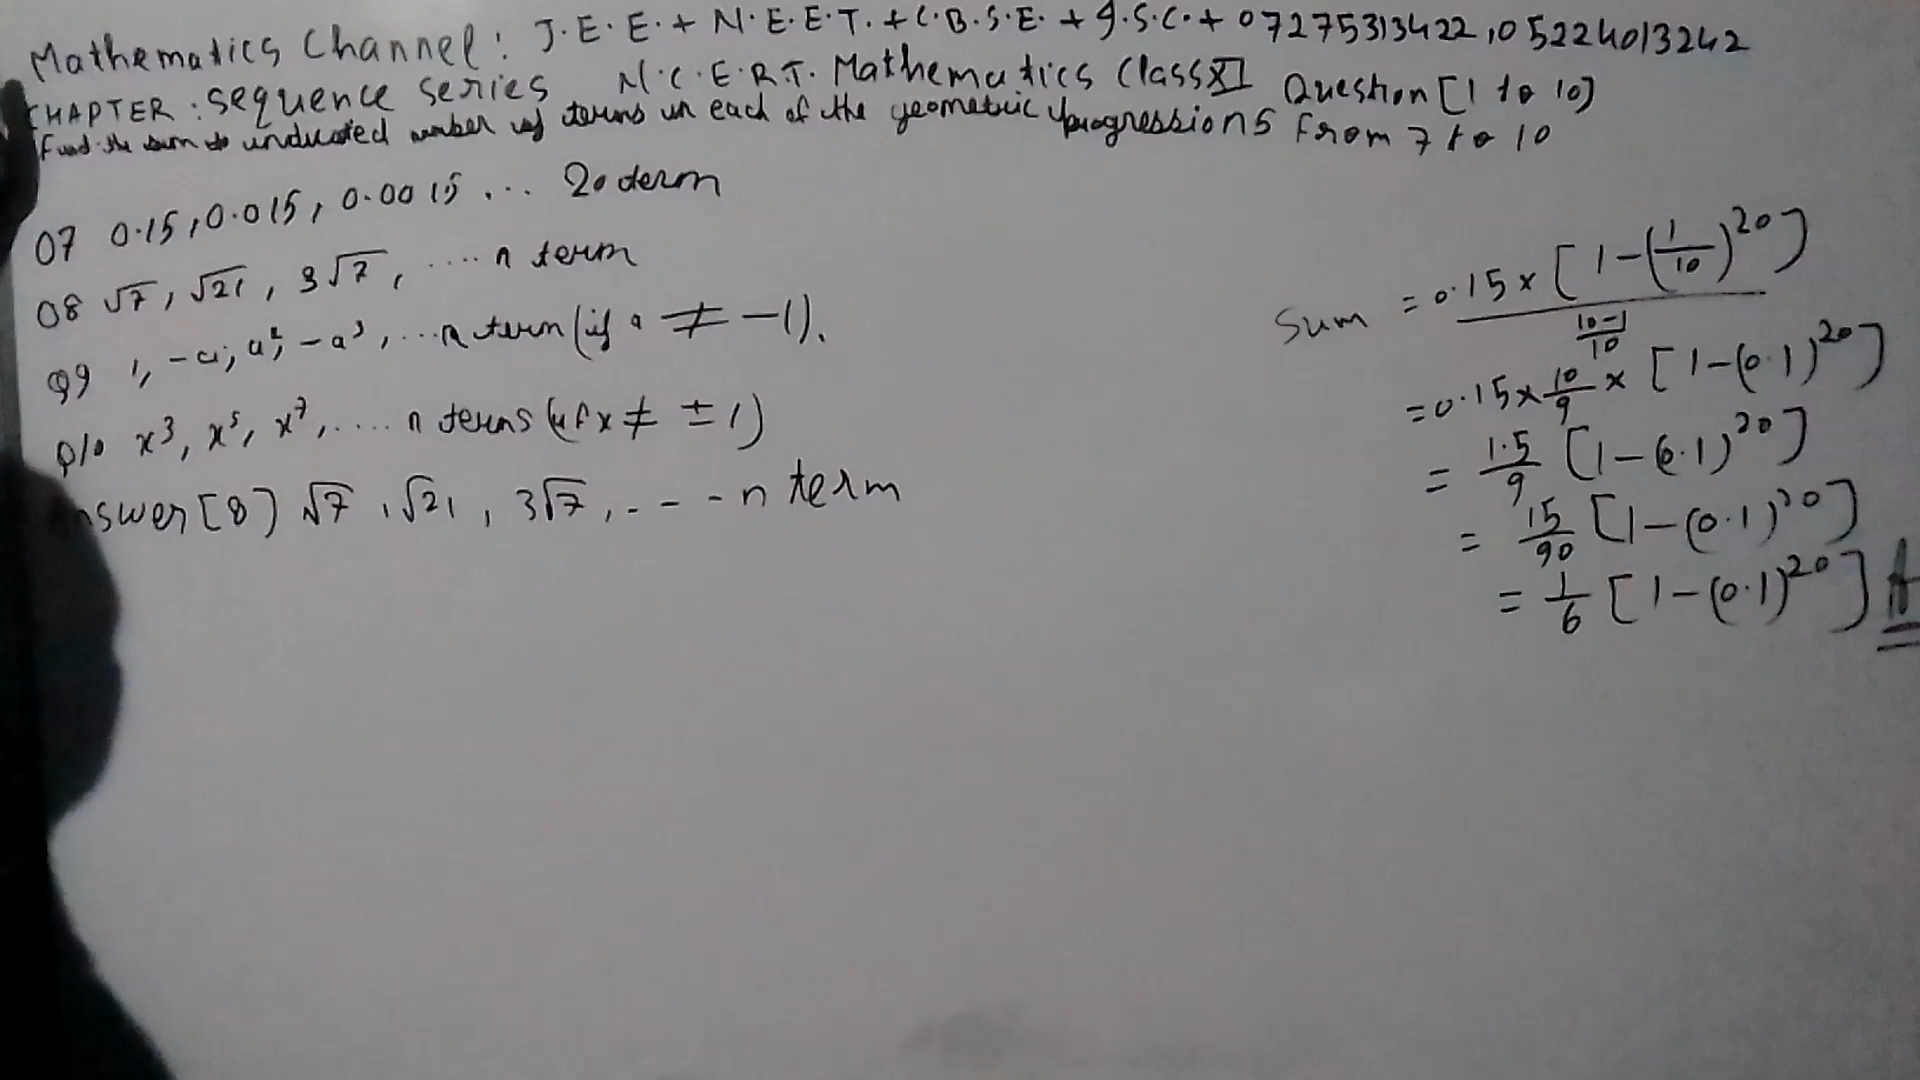 Mathematics Channel: J.E.E. + N.E.E.T. + C.B.S.E. + I.S.C. + 07275313422, 05224013242
CHAPTER: Sequence Series N.C.E.R.T. Mathematics Class XI Question [1 to 10]
Find the sum to indicated number of terms in each of the geometric progressions from 7 to 10
Q7 0.15, 0.015, 0.0015 ... 20 term
Q8 √7, √21, 3√7, .... n term
Q9 1, -a, a², -a³, ... n term (if a ≠ -1).
Q10 x³, x⁵, x⁷, .... n terms (if x ≠ ±1)
nswer [8] √7, √21, 3√7, - - - n term
Sum = 0.15 × [1 - (1/10)²⁰] / (10-1)/10
= 0.15 × 10/9 × [1 - (0.1)²⁰]
= 1.5/9 [1 - (0.1)²⁰]
= 15/90 [1 - (0.1)²⁰]
= 1/6 [1 - (0.1)²⁰] A